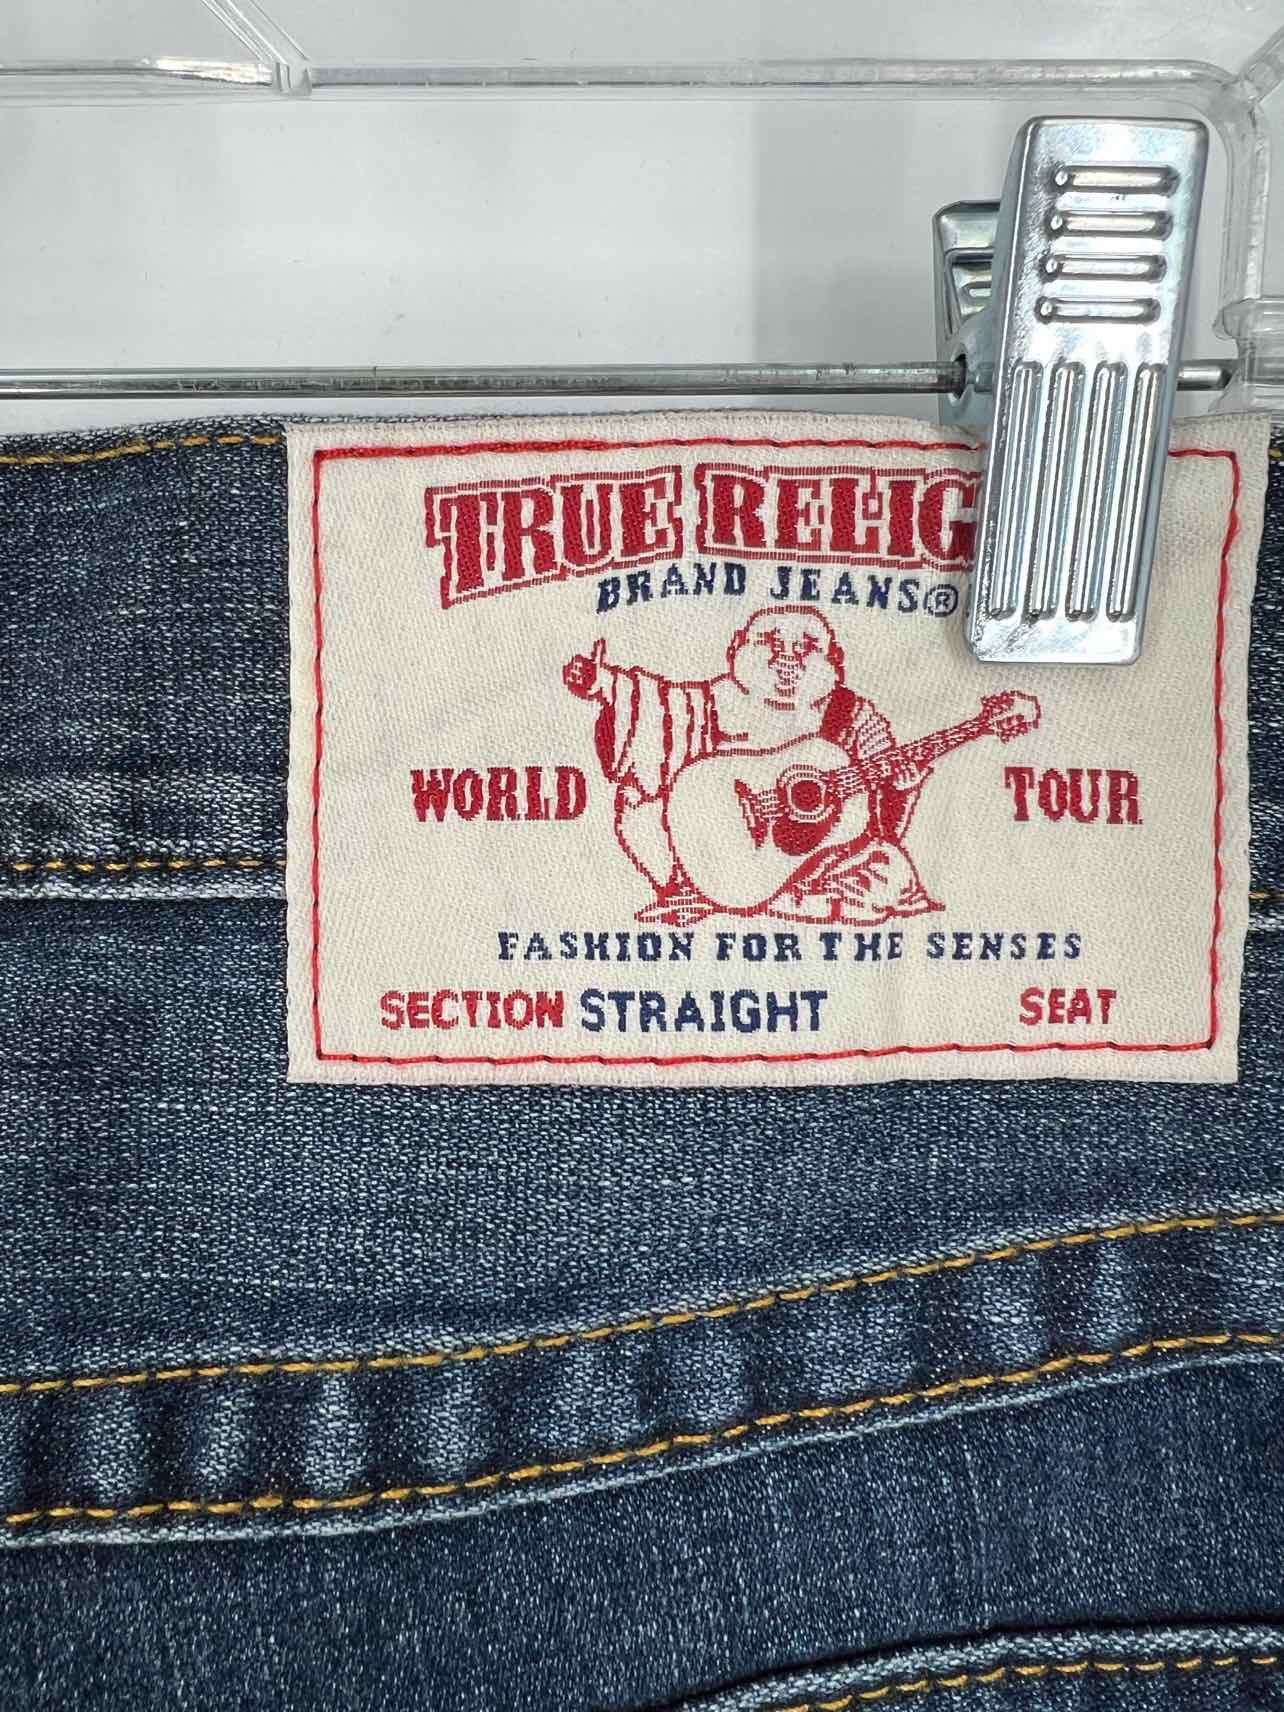 TRUE RELIG
BRAND JEANS®
WORLD TOUR
FASHION FOR THE SENSES
SECTION STRAIGHT SEAT